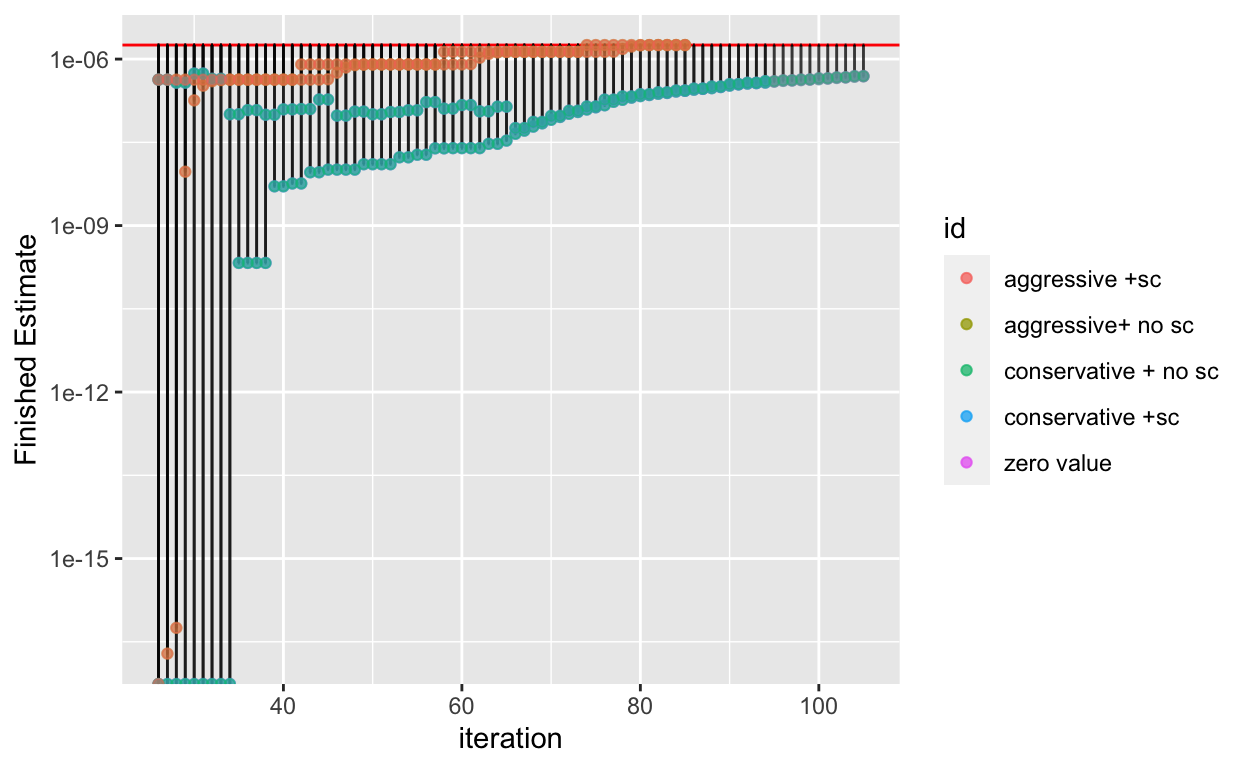 1e-06
1e-09
1e-12
1e-15
Finished Estimate
40 60 80 100
iteration
id
aggressive +sc
aggressive+ no sc
conservative + no sc
conservative +sc
zero value